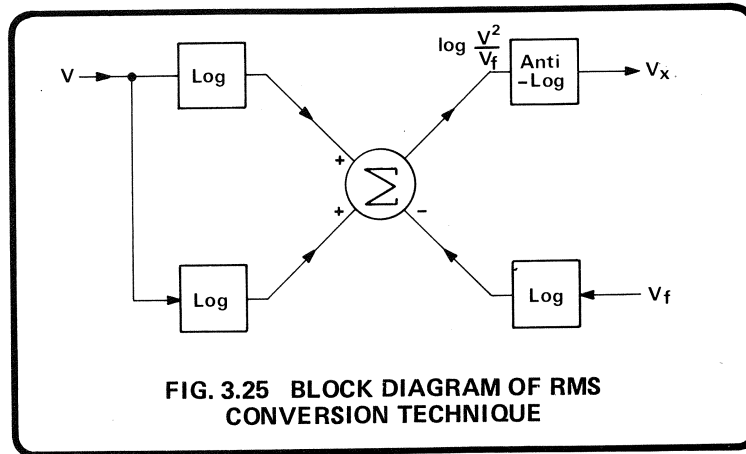 log V²/Vf
V
Log
Anti
-Log
Vx
+
Σ
+
-
Log
Log
Vf
FIG. 3.25 BLOCK DIAGRAM OF RMS
CONVERSION TECHNIQUE